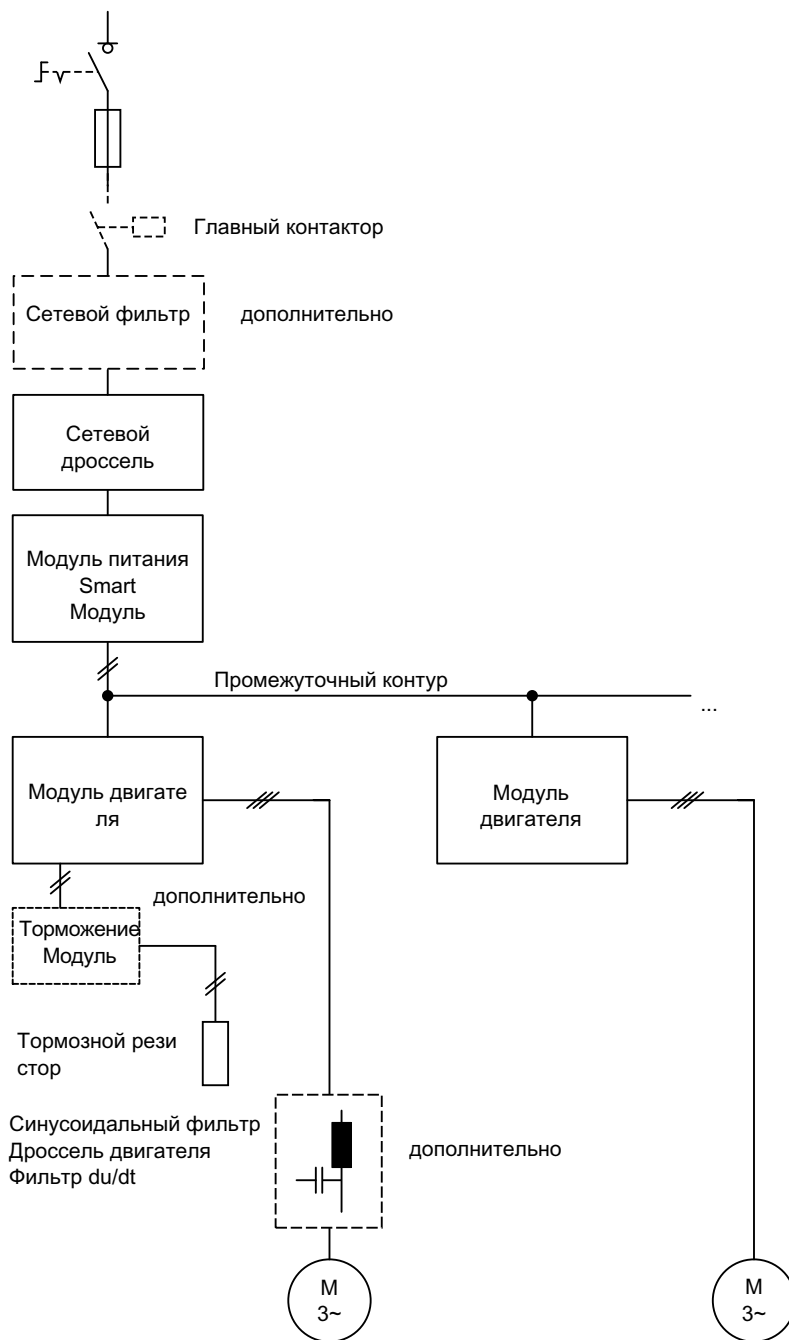 Главный контактор
Сетевой фильтр
дополнительно
Сетевой
дроссель
Модуль питания
Smart
Модуль
Промежуточный контур
...
Модуль двигате
ля
Модуль
двигателя
дополнительно
Торможение
Модуль
Тормозной рези
стор
Синусоидальный фильтр
Дроссель двигателя
Фильтр du/dt
дополнительно
M
3~
M
3~